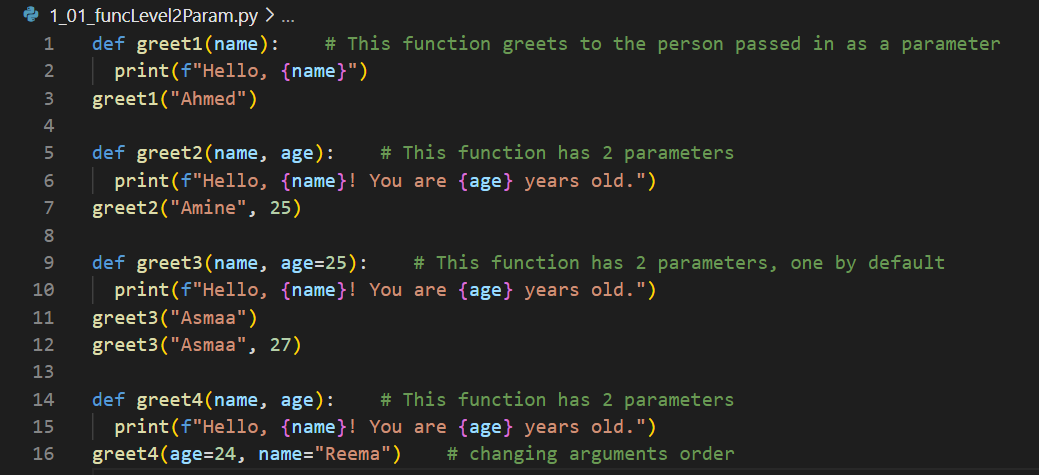 1_01_funcLevel2Param.py > ...
1 def greet1(name):    # This function greets to the person passed in as a parameter
2   print(f"Hello, {name}")
3 greet1("Ahmed")
4
5 def greet2(name, age):    # This function has 2 parameters
6   print(f"Hello, {name}! You are {age} years old.")
7 greet2("Amine", 25)
8
9 def greet3(name, age=25):    # This function has 2 parameters, one by default
10   print(f"Hello, {name}! You are {age} years old.")
11 greet3("Asmaa")
12 greet3("Asmaa", 27)
13
14 def greet4(name, age):    # This function has 2 parameters
15   print(f"Hello, {name}! You are {age} years old.")
16 greet4(age=24, name="Reema")    # changing arguments order